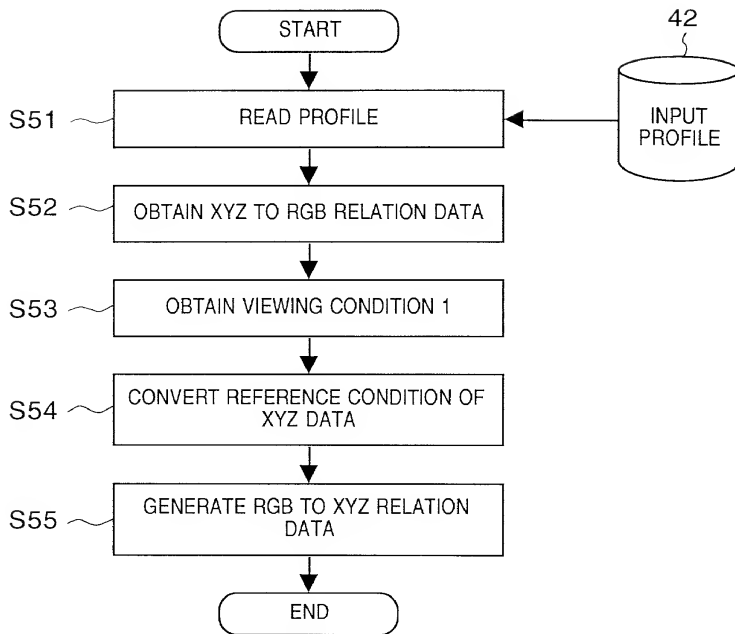 START
42
INPUT
PROFILE
S51
READ PROFILE
S52
OBTAIN XYZ TO RGB RELATION DATA
S53
OBTAIN VIEWING CONDITION 1
S54
CONVERT REFERENCE CONDITION OF
XYZ DATA
S55
GENERATE RGB TO XYZ RELATION
DATA
END